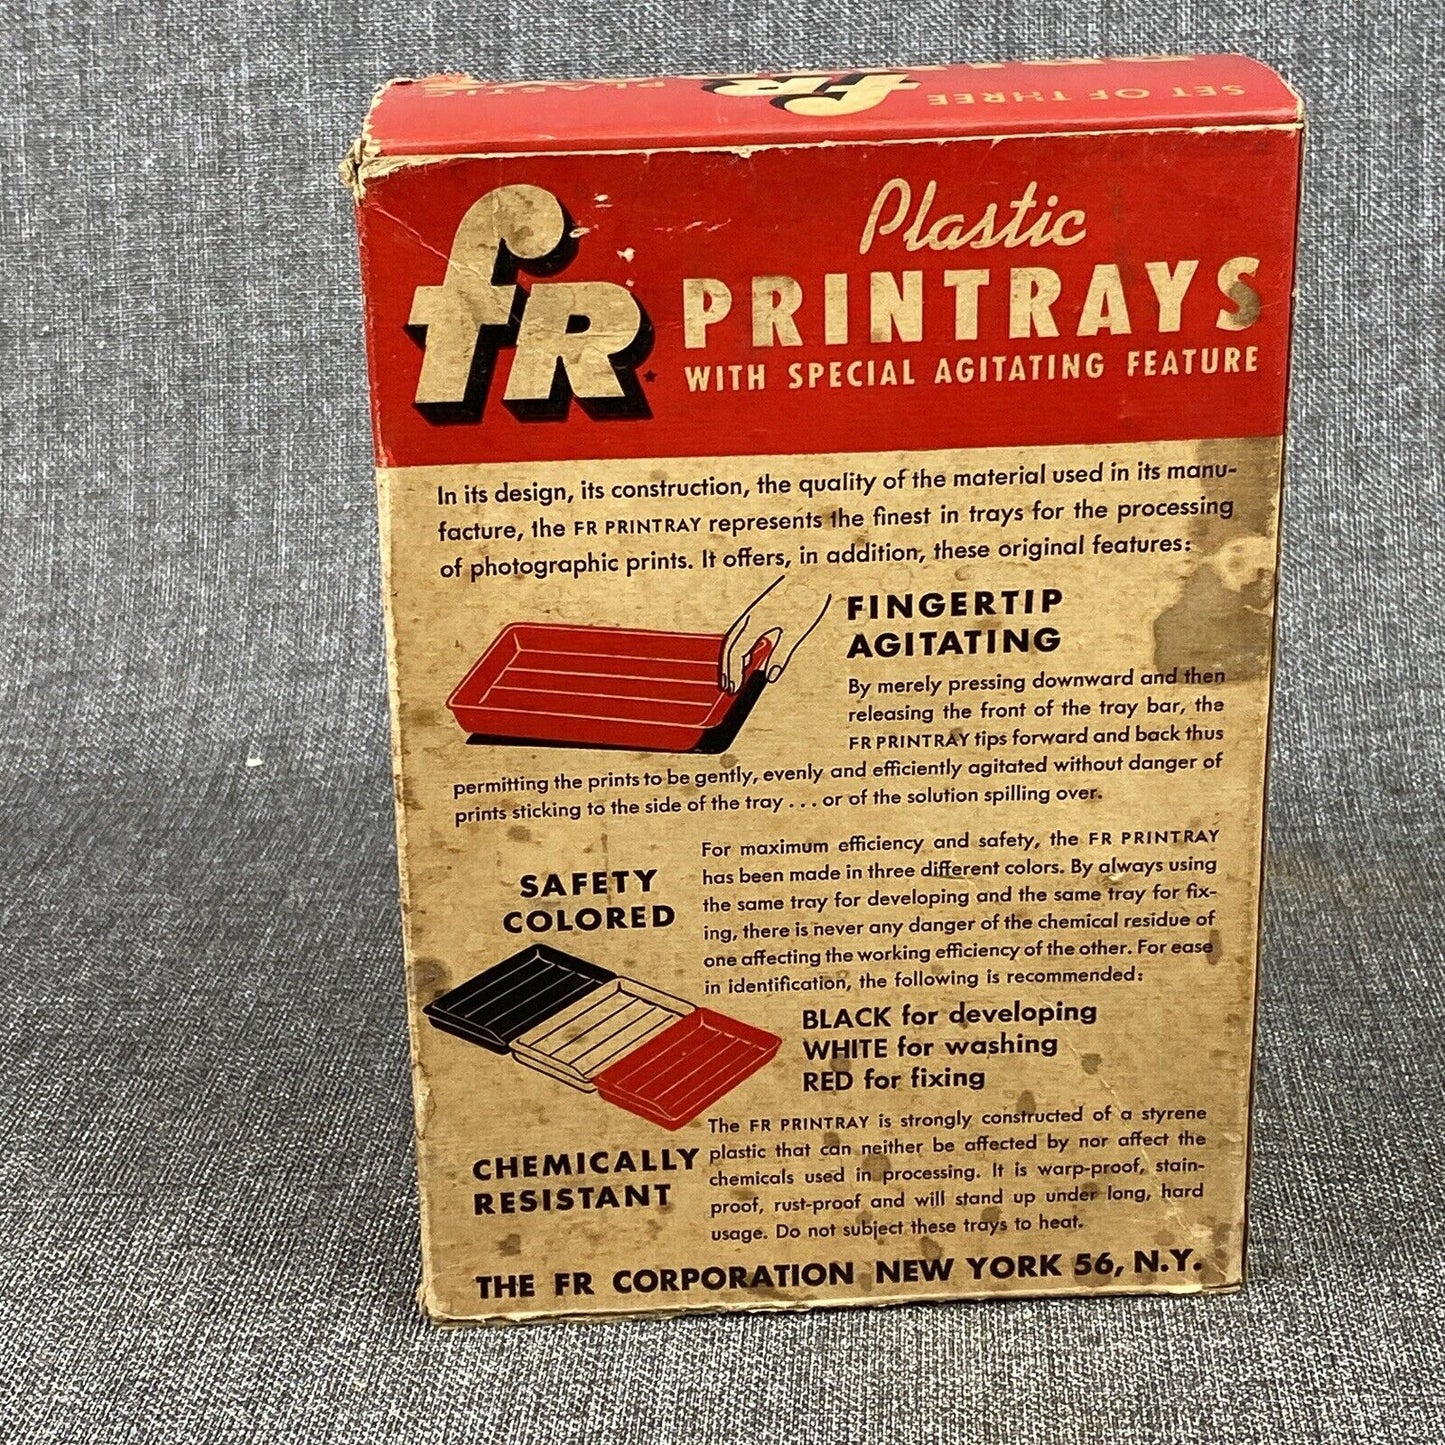 SET OF THREE
fR
PLASTIC
fR
Plastic
PRINTRAYS
WITH SPECIAL AGITATING FEATURE
In its design, its construction, the quality of the material used in its manu-
facture, the FR PRINTRAY represents the finest in trays for the processing
of photographic prints. It offers, in addition, these original features:
FINGERTIP
AGITATING
By merely pressing downward and then
releasing the front of the tray bar, the
FR PRINTRAY tips forward and back thus
permitting the prints to be gently, evenly and efficiently agitated without danger of
prints sticking to the side of the tray . . . or of the solution spilling over.
SAFETY
COLORED
For maximum efficiency and safety, the FR PRINTRAY
has been made in three different colors. By always using
the same tray for developing and the same tray for fix-
ing, there is never any danger of the chemical residue of
one affecting the working efficiency of the other. For ease
in identification, the following is recommended:
BLACK for developing
WHITE for washing
RED for fixing
CHEMICALLY
RESISTANT
The FR PRINTRAY is strongly constructed of a styrene
plastic that can neither be affected by nor affect the
chemicals used in processing. It is warp-proof, stain-
proof, rust-proof and will stand up under long, hard
usage. Do not subject these trays to heat.
THE FR CORPORATION NEW YORK 56, N.Y.